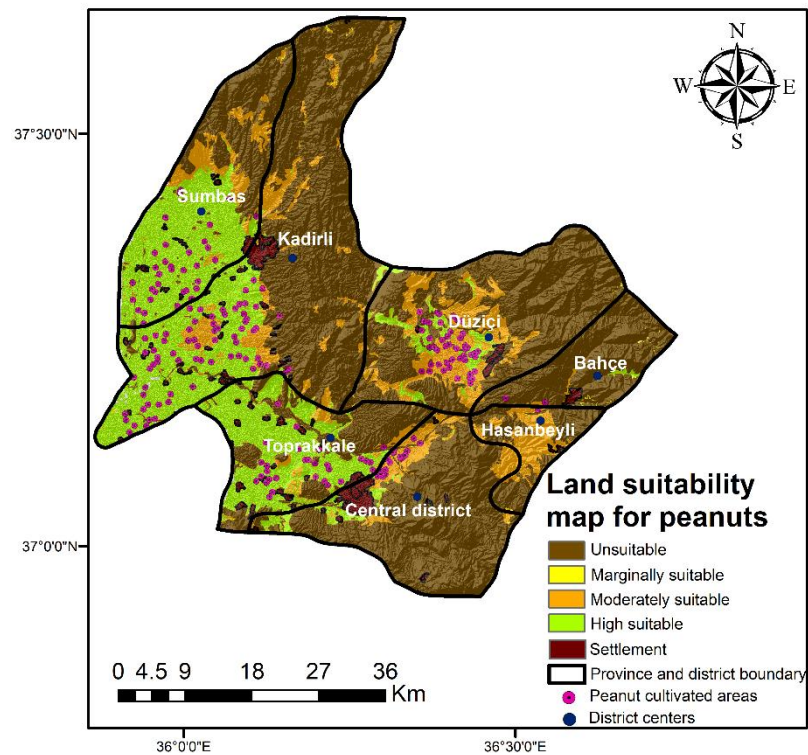 N
W E
S
37°30'0"N
Sumbas
Kadirli
Düziçi
Bahçe
Hasanbeyli
Toprakkale
Central district
37°0'0"N
Land suitability
map for peanuts
Unsuitable
Marginally suitable
Moderately suitable
High suitable
Settlement
Province and district boundary
Peanut cultivated areas
District centers
0 4.5 9 18 27 36
Km
36°0'0"E 36°30'0"E